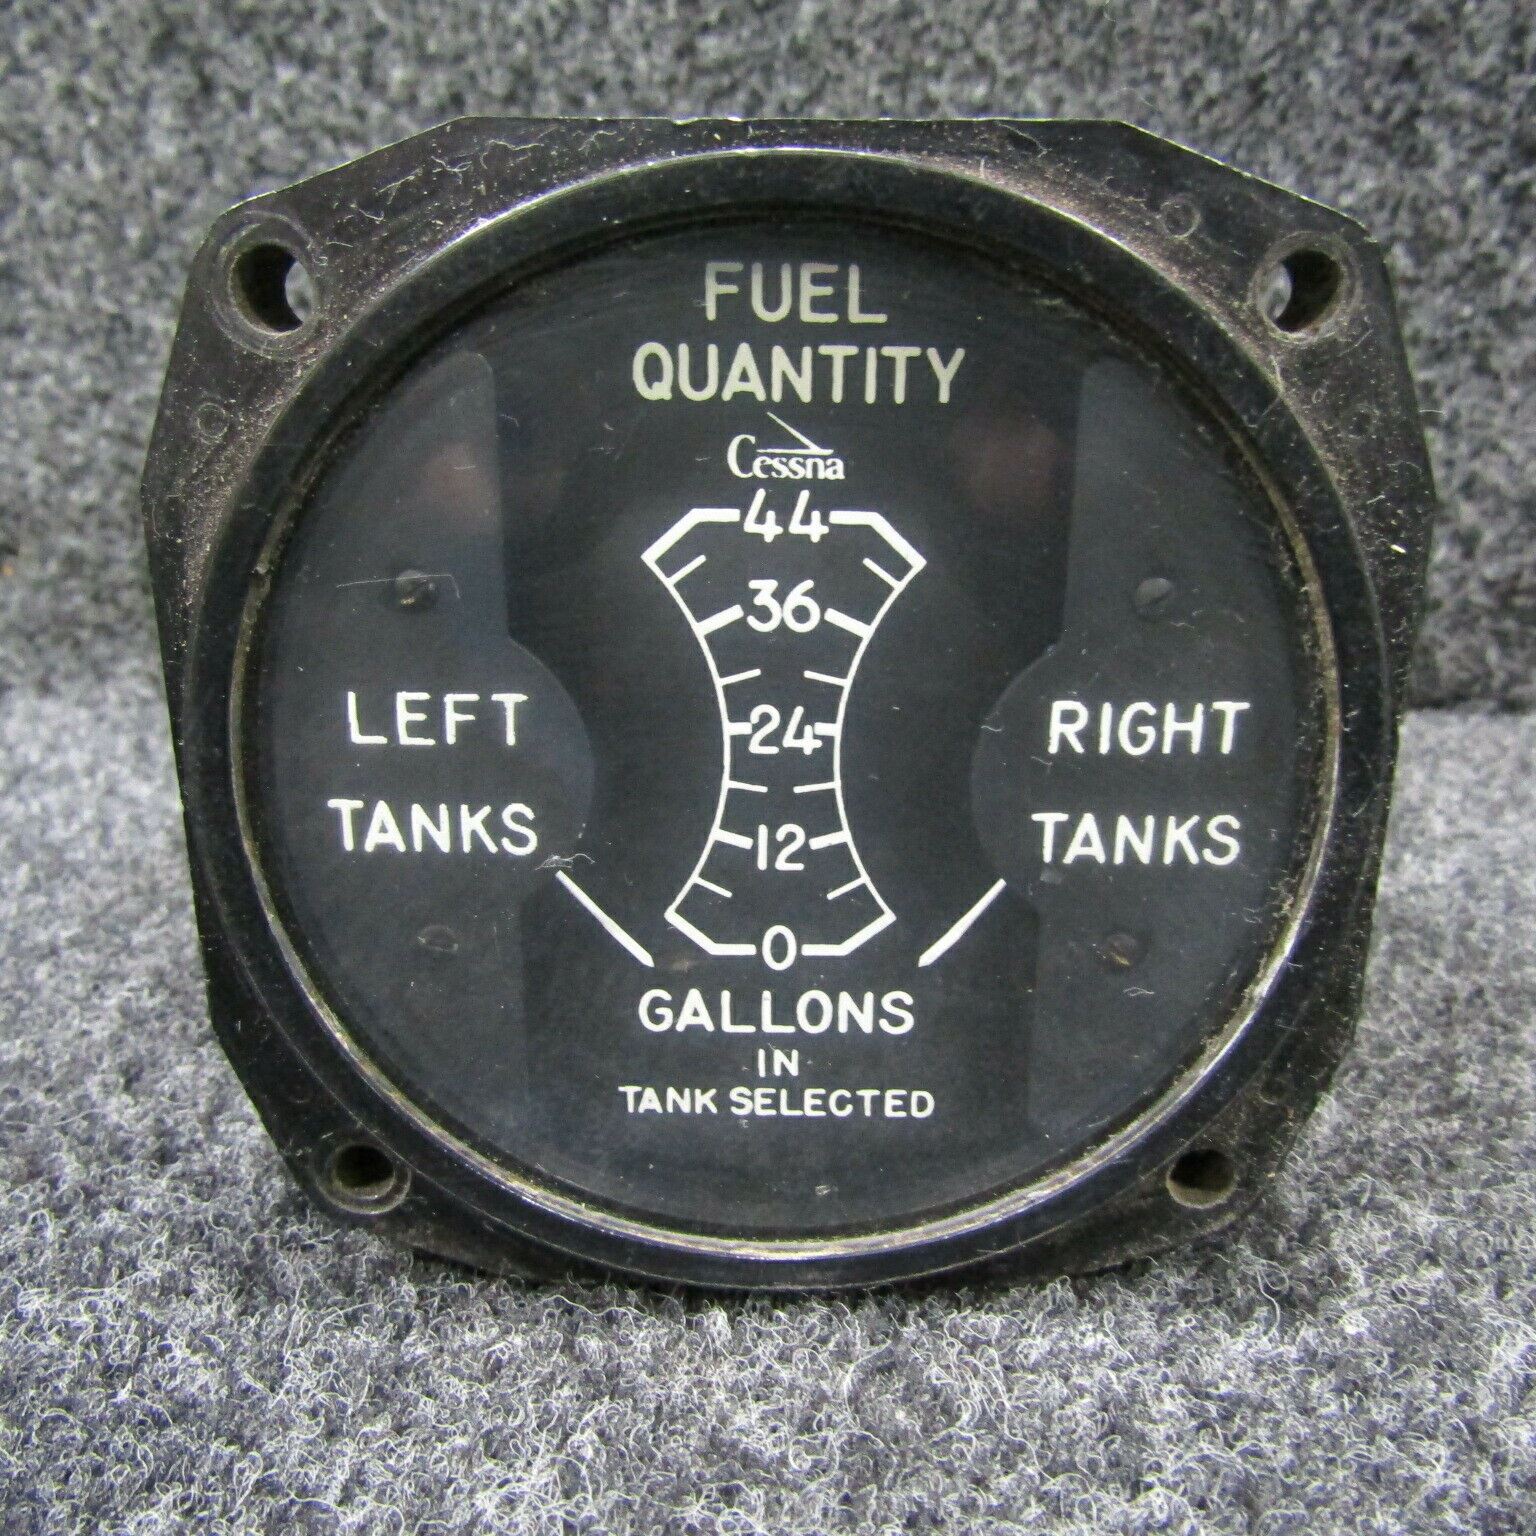 FUEL
QUANTITY
Cessna
44
36
24
12
0
LEFT
TANKS
RIGHT
TANKS
GALLONS
IN
TANK SELECTED